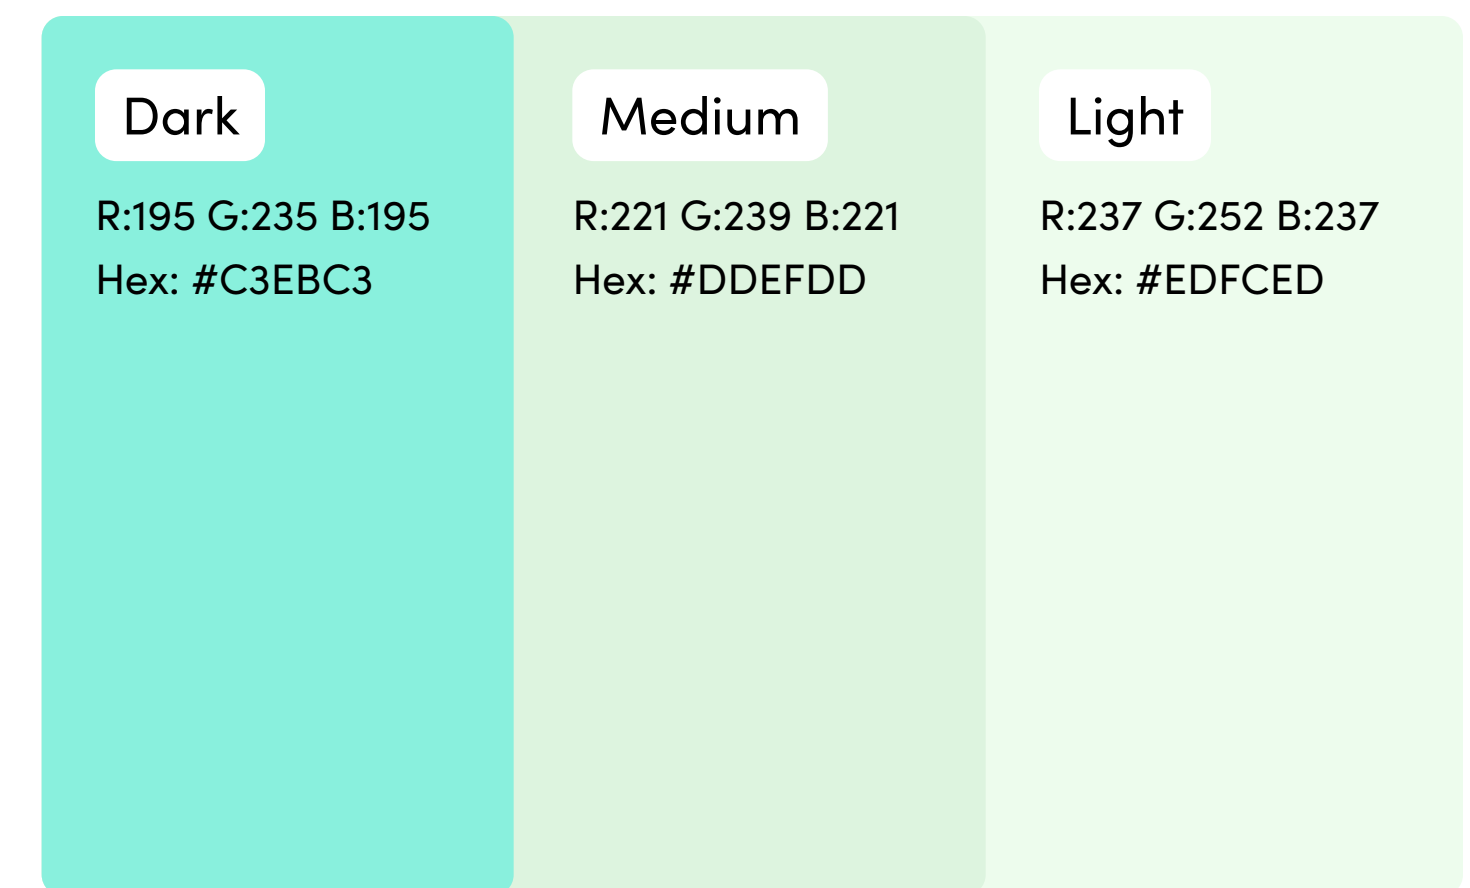 Dark
R:195 G:235 B:195
Hex: #C3EBC3
Medium
R:221 G:239 B:221
Hex: #DDEFDD
Light
R:237 G:252 B:237
Hex: #EDFCED